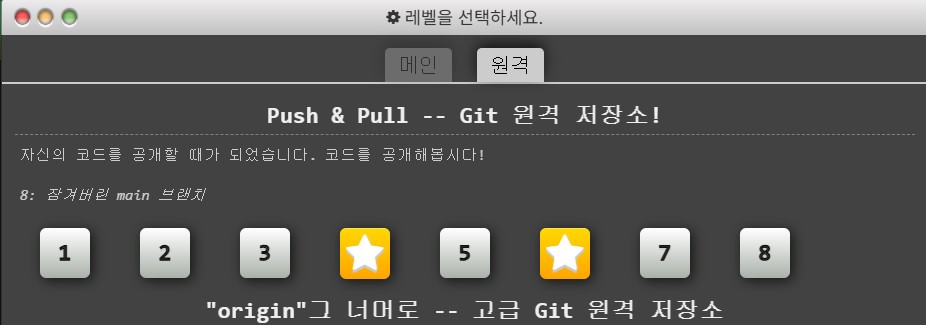 레벨을 선택하세요.
메인 원격
Push & Pull -- Git 원격 저장소!
자신의 코드를 공개할 때가 되었습니다. 코드를 공개해봅시다!
8: 잠겨버린 main 브랜치
1 2 3 5 7 8
"origin"그 너머로 -- 고급 Git 원격 저장소